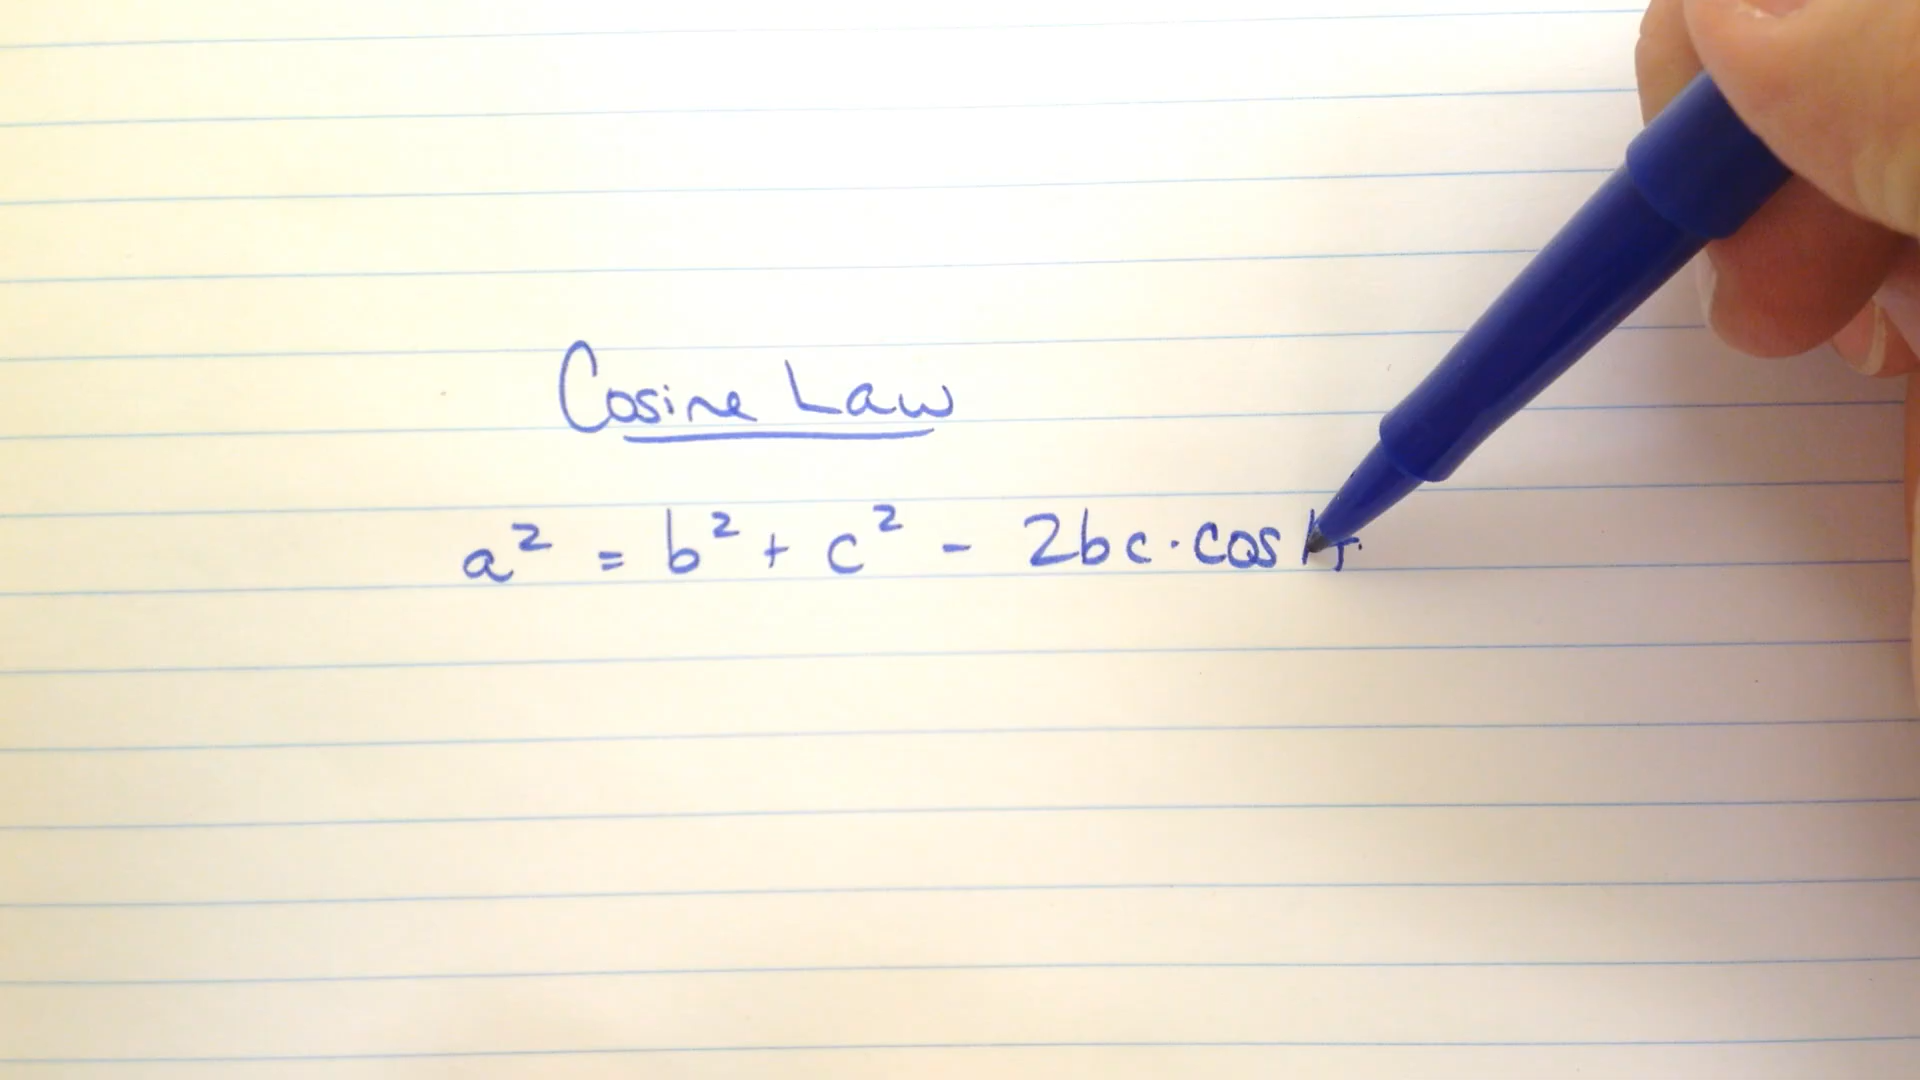 Cosine Law
a² = b² + c² - 2bc · cos